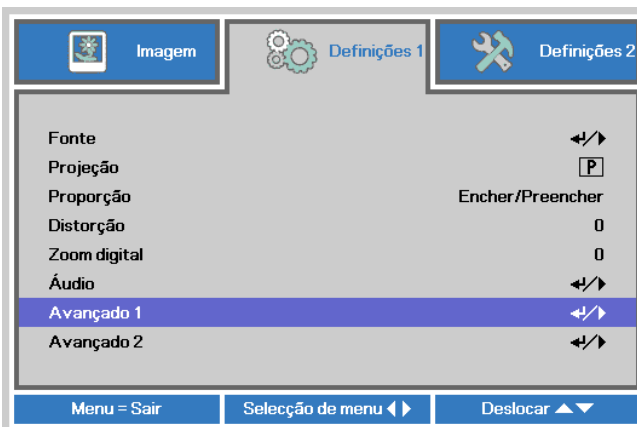 Imagem Definições 1 Definições 2
Fonte
Projeção P
Proporção Encher/Preencher
Distorção 0
Zoom digital 0
Áudio
Avançado 1
Avançado 2
Menu = Sair Selecção de menu Deslocar